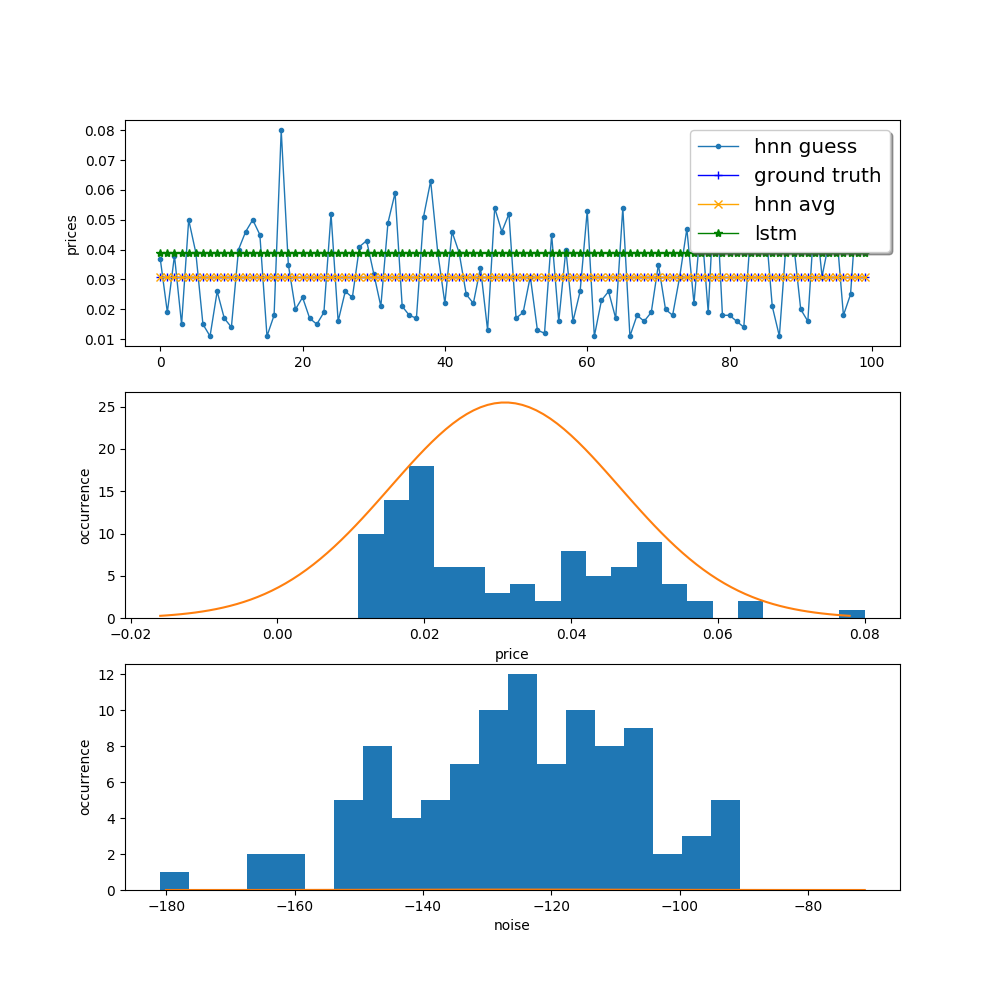 0.08
0.07
0.06
0.05
0.04
0.03
0.02
0.01
prices
hnn guess
ground truth
hnn avg
lstm
0 20 40 60 80 100
25
20
15
10
5
0
occurrence
−0.02 0.00 0.02 0.04 0.06 0.08
price
12
10
8
6
4
2
0
occurrence
−180 −160 −140 −120 −100 −80
noise